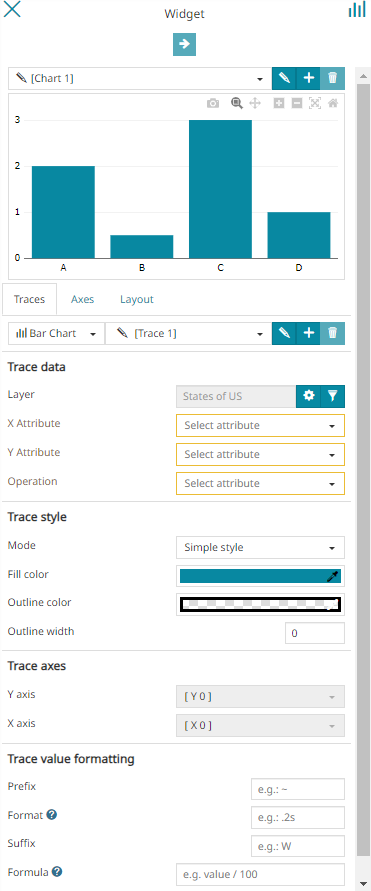 Widget
[Chart 1]
3
2
1
0
A B C D
Traces Axes Layout
Bar Chart [Trace 1]
Trace data
Layer States of US
X Attribute Select attribute
Y Attribute Select attribute
Operation Select attribute
Trace style
Mode Simple style
Fill color
Outline color
Outline width 0
Trace axes
Y axis [ Y 0 ]
X axis [ X 0 ]
Trace value formatting
Prefix e.g.: ~
Format ? e.g.: .2s
Suffix e.g.: W
Formula ? e.g. value / 100